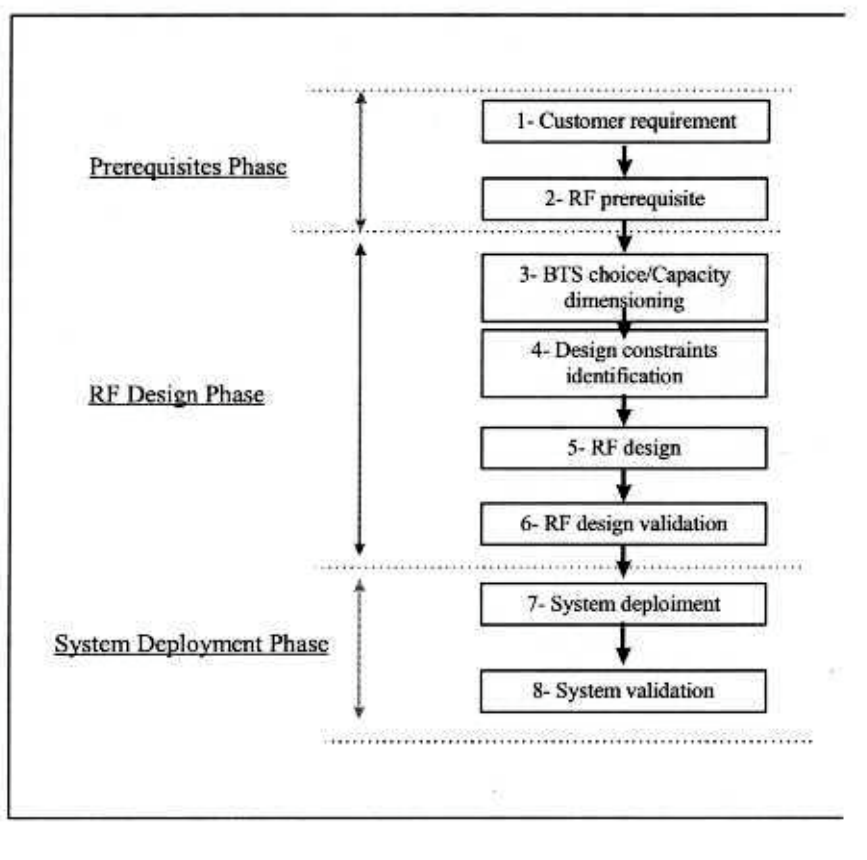 1- Customer requirement
Prerequisites Phase
2- RF prerequisite
3- BTS choice/Capacity
dimensioning
4- Design constraints
identification
RF Design Phase
5- RF design
6- RF design validation
7- System deploiment
System Deployment Phase
8- System validation